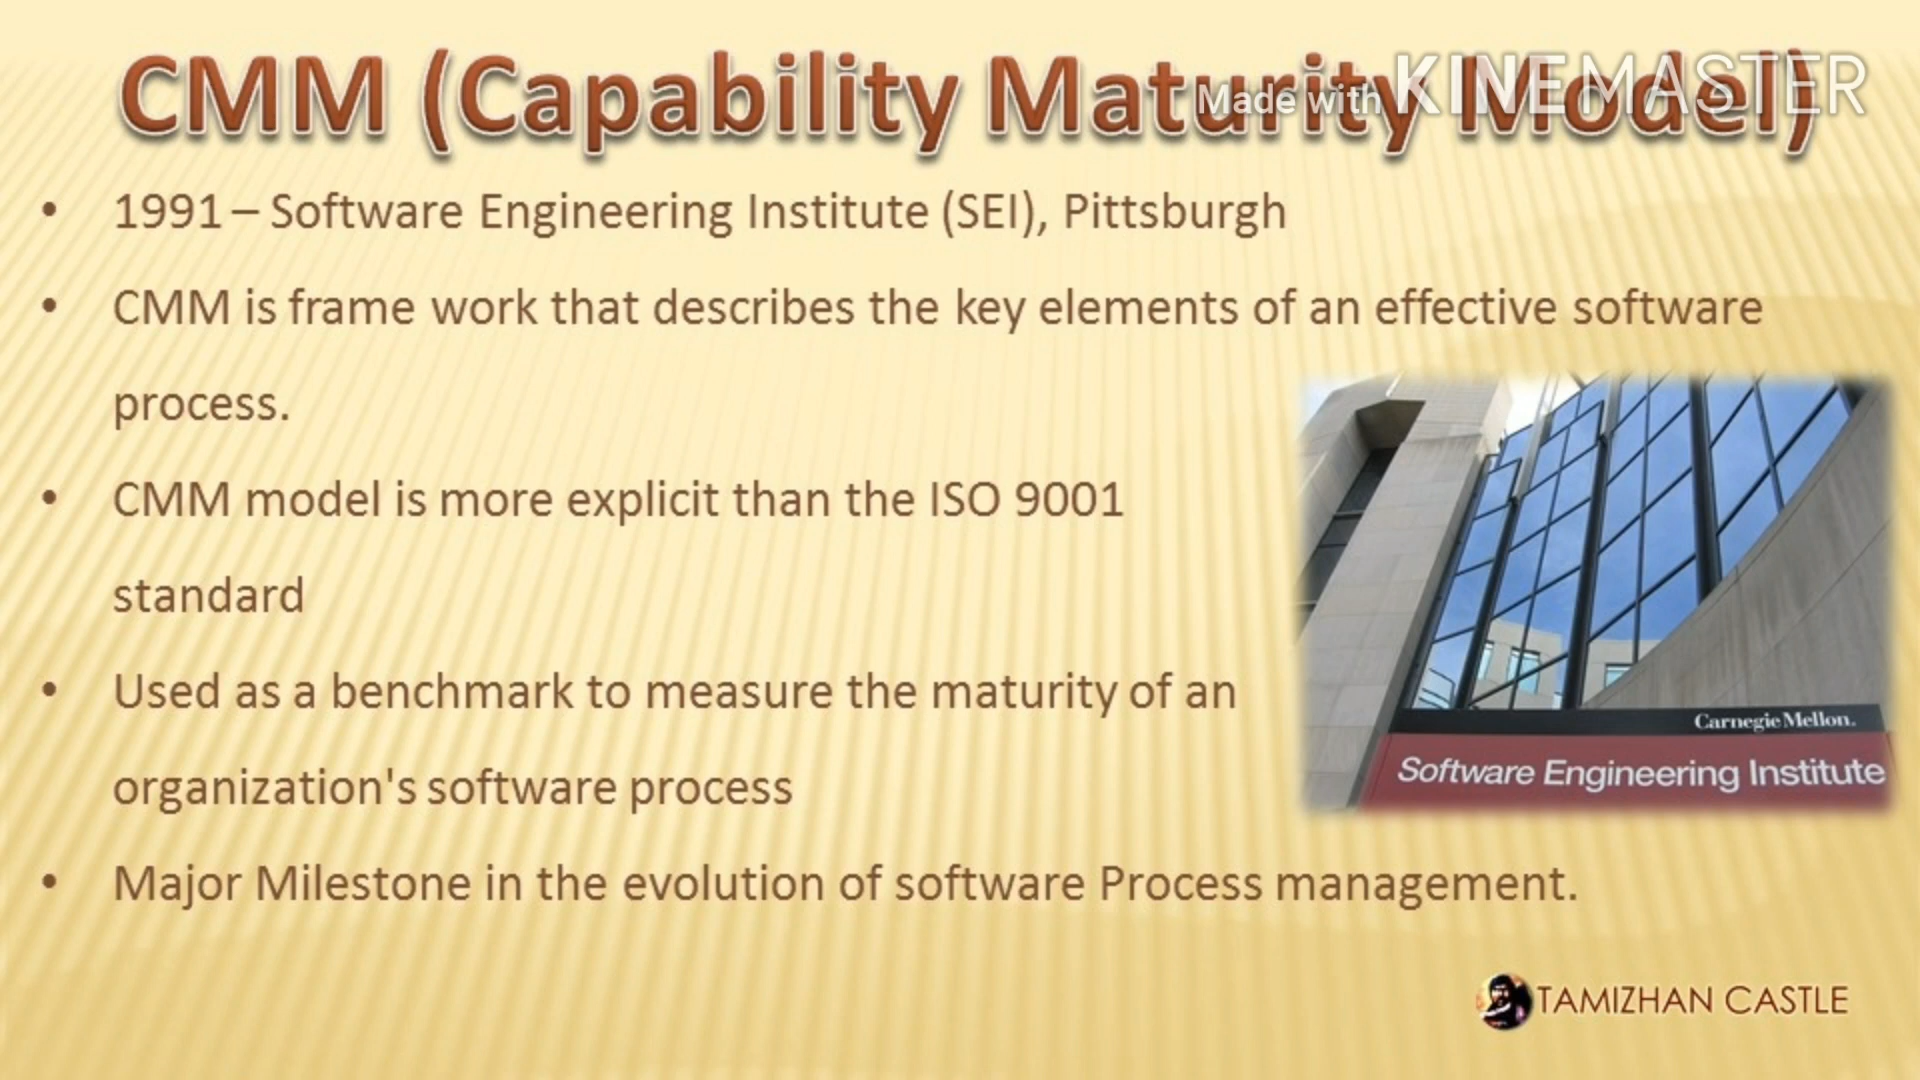 CMM (Capability Maturity Model)
Made with KINEMASTER
• 1991 – Software Engineering Institute (SEI), Pittsburgh
• CMM is frame work that describes the key elements of an effective software
process.
• CMM model is more explicit than the ISO 9001
standard
• Used as a benchmark to measure the maturity of an
organization's software process
Carnegie Mellon.
Software Engineering Institute
• Major Milestone in the evolution of software Process management.
TAMIZHAN CASTLE